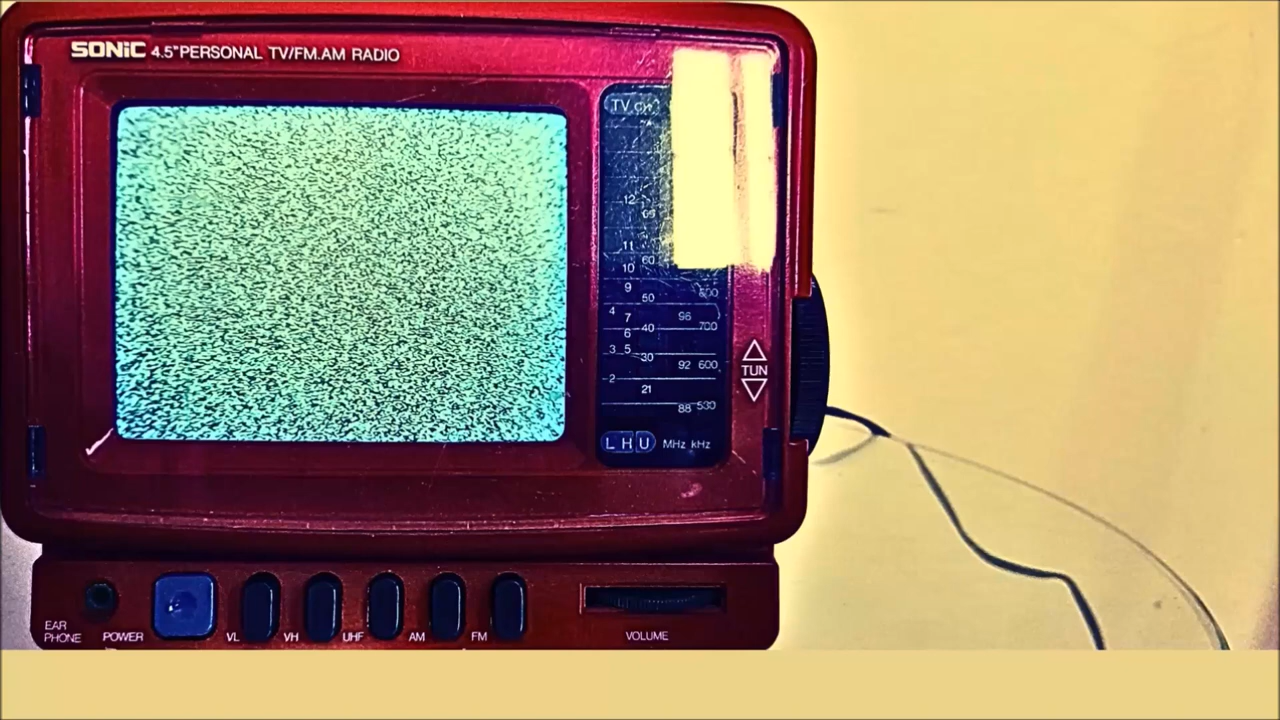 SONIC 4.5"PERSONAL TV/FM.AM RADIO
TV CH
12
11
60
10
9
50
4 7 96
40 700
6
3 5
30 92 600
2
21
88 530
L H U MHz kHz
TUN
EAR
PHONE POWER VL VH UHF AM FM VOLUME